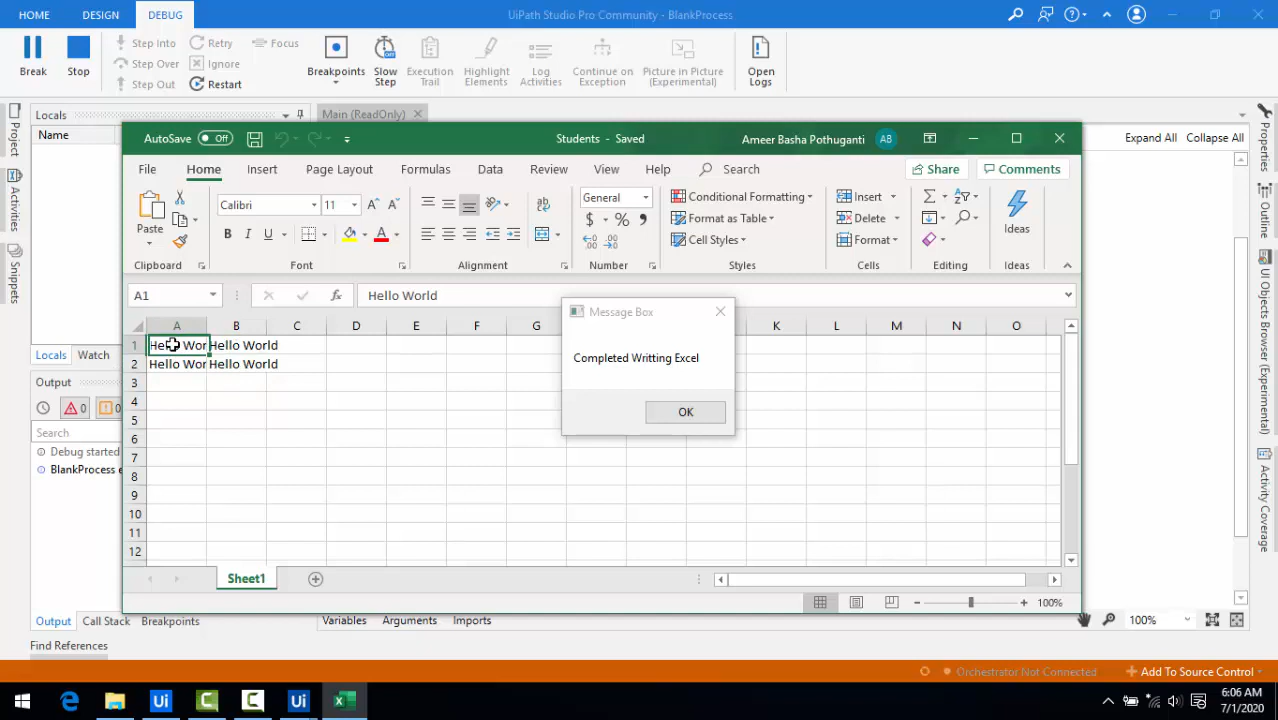 HOME DESIGN DEBUG UiPath Studio Pro Community - BlankProcess
Break Stop Step Into Step Over Step Out Retry Ignore Restart Focus Breakpoints Slow Step Execution Trail Highlight Elements Log Activities Continue on Exception Picture in Picture (Experimental) Open Logs
Locals Main (ReadOnly)
Name Expand All Collapse All
Project
Activities
Snippets
Properties
Outline
UI Objects Browser (Experimental)
Activity Coverage
AutoSave Off Students - Saved Ameer Basha Pothuganti AB
File Home Insert Page Layout Formulas Data Review View Help Search Share Comments
Paste Calibri 11 General Conditional Formatting Insert Ideas
B I U $ % Format as Table Delete
Cell Styles Format
Clipboard Font Alignment Number Styles Cells Editing Ideas
A1 fx Hello World
A B C D E F G K L M N O
1 Hello Wor Hello World
2 Hello Wor Hello World
3
4
5
6
7
8
9
10
11
12
Message Box
Completed Writting Excel
OK
Sheet1
100%
Locals Watch
Output
0 0
Search
Debug started
BlankProcess e
Output Call Stack Breakpoints Variables Arguments Imports 100%
Find References
Orchestrator Not Connected Add To Source Control
Ui Ui 6:06 AM
7/1/2020